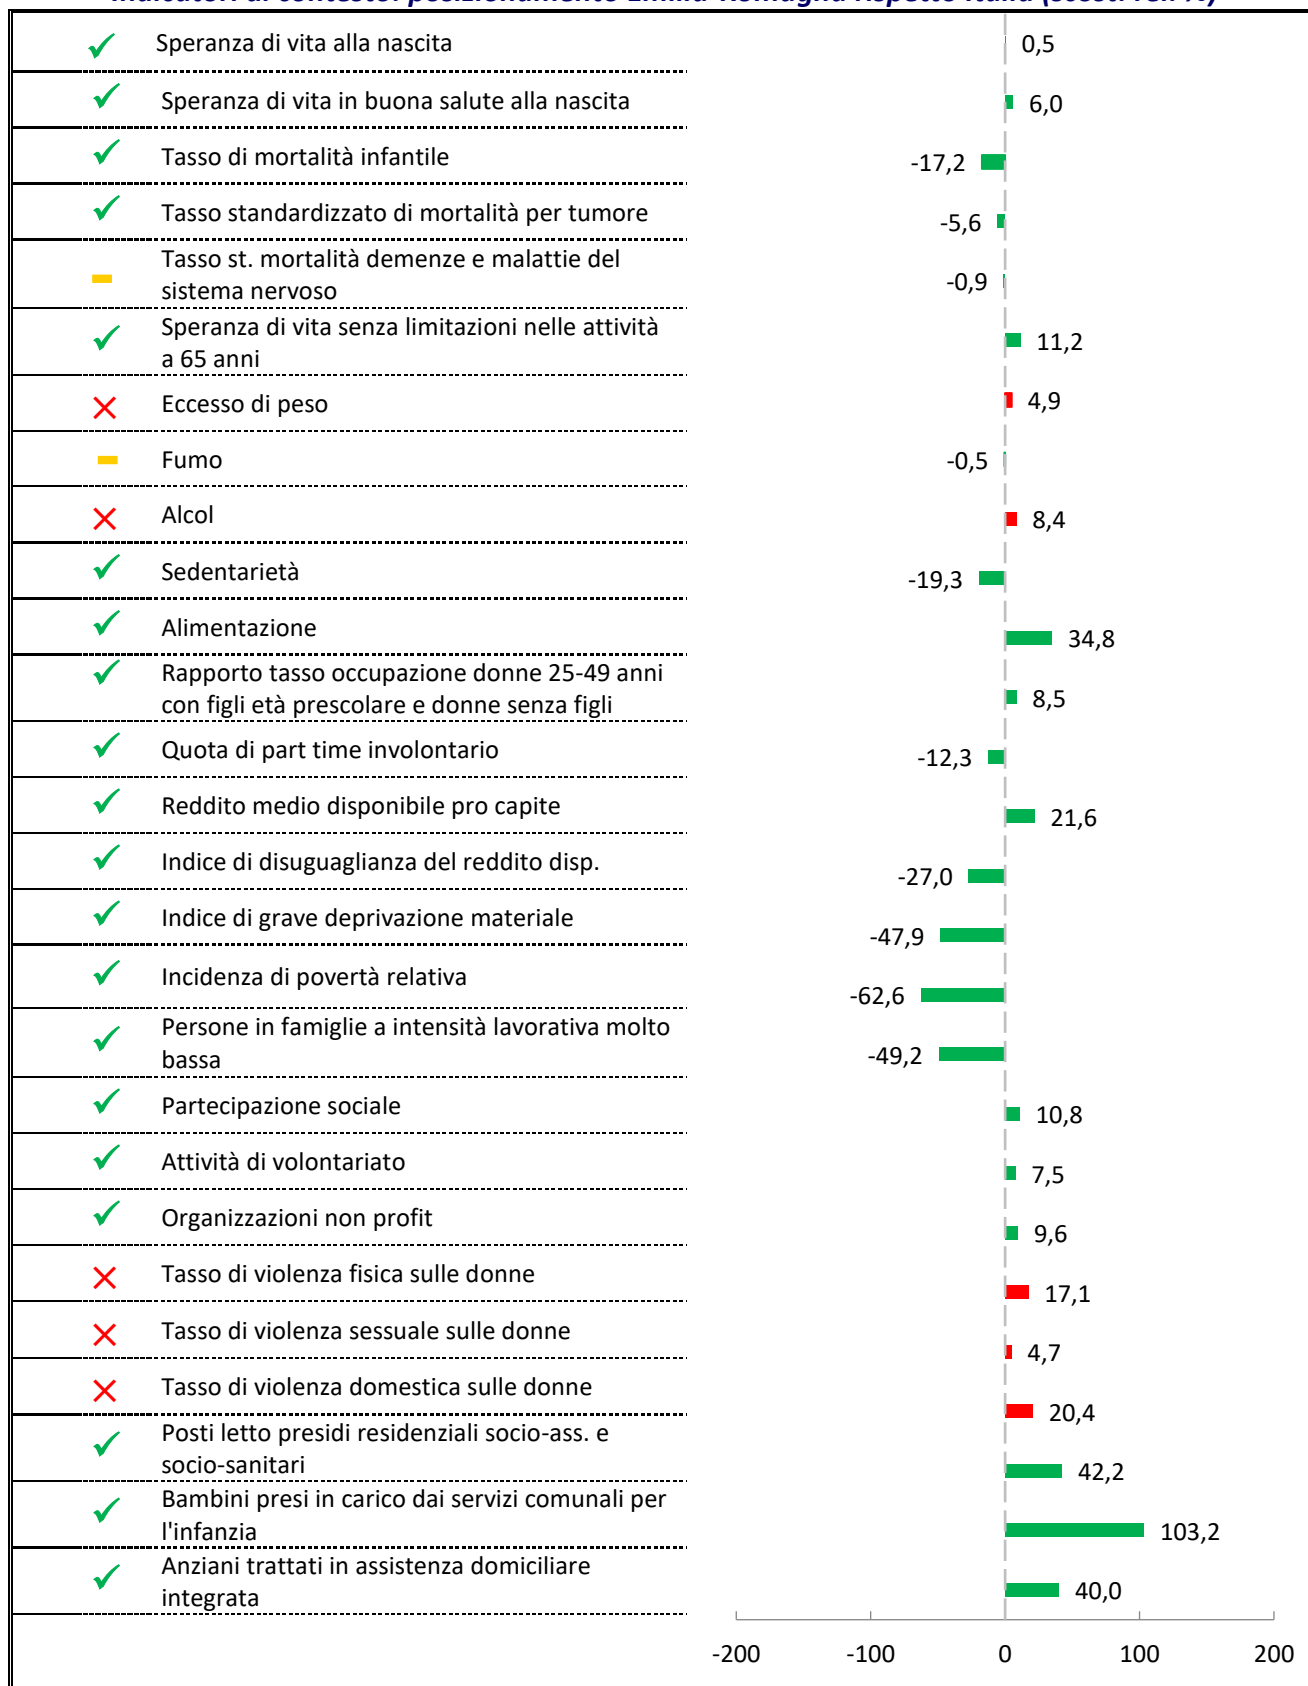 Indicatori di contesto: posizionamento Emilia-Romagna rispetto Italia (scost. rel. %)
Speranza di vita alla nascita 0,5
Speranza di vita in buona salute alla nascita 6,0
Tasso di mortalità infantile -17,2
Tasso standardizzato di mortalità per tumore -5,6
Tasso st. mortalità demenze e malattie del
sistema nervoso -0,9
Speranza di vita senza limitazioni nelle attività
a 65 anni 11,2
Eccesso di peso 4,9
Fumo -0,5
Alcol 8,4
Sedentarietà -19,3
Alimentazione 34,8
Rapporto tasso occupazione donne 25-49 anni
con figli età prescolare e donne senza figli 8,5
Quota di part time involontario -12,3
Reddito medio disponibile pro capite 21,6
Indice di disuguaglianza del reddito disp. -27,0
Indice di grave deprivazione materiale -47,9
Incidenza di povertà relativa -62,6
Persone in famiglie a intensità lavorativa molto
bassa -49,2
Partecipazione sociale 10,8
Attività di volontariato 7,5
Organizzazioni non profit 9,6
Tasso di violenza fisica sulle donne 17,1
Tasso di violenza sessuale sulle donne 4,7
Tasso di violenza domestica sulle donne 20,4
Posti letto presidi residenziali socio-ass. e
socio-sanitari 42,2
Bambini presi in carico dai servizi comunali per
l'infanzia 103,2
Anziani trattati in assistenza domiciliare
integrata 40,0
-200 -100 0 100 200